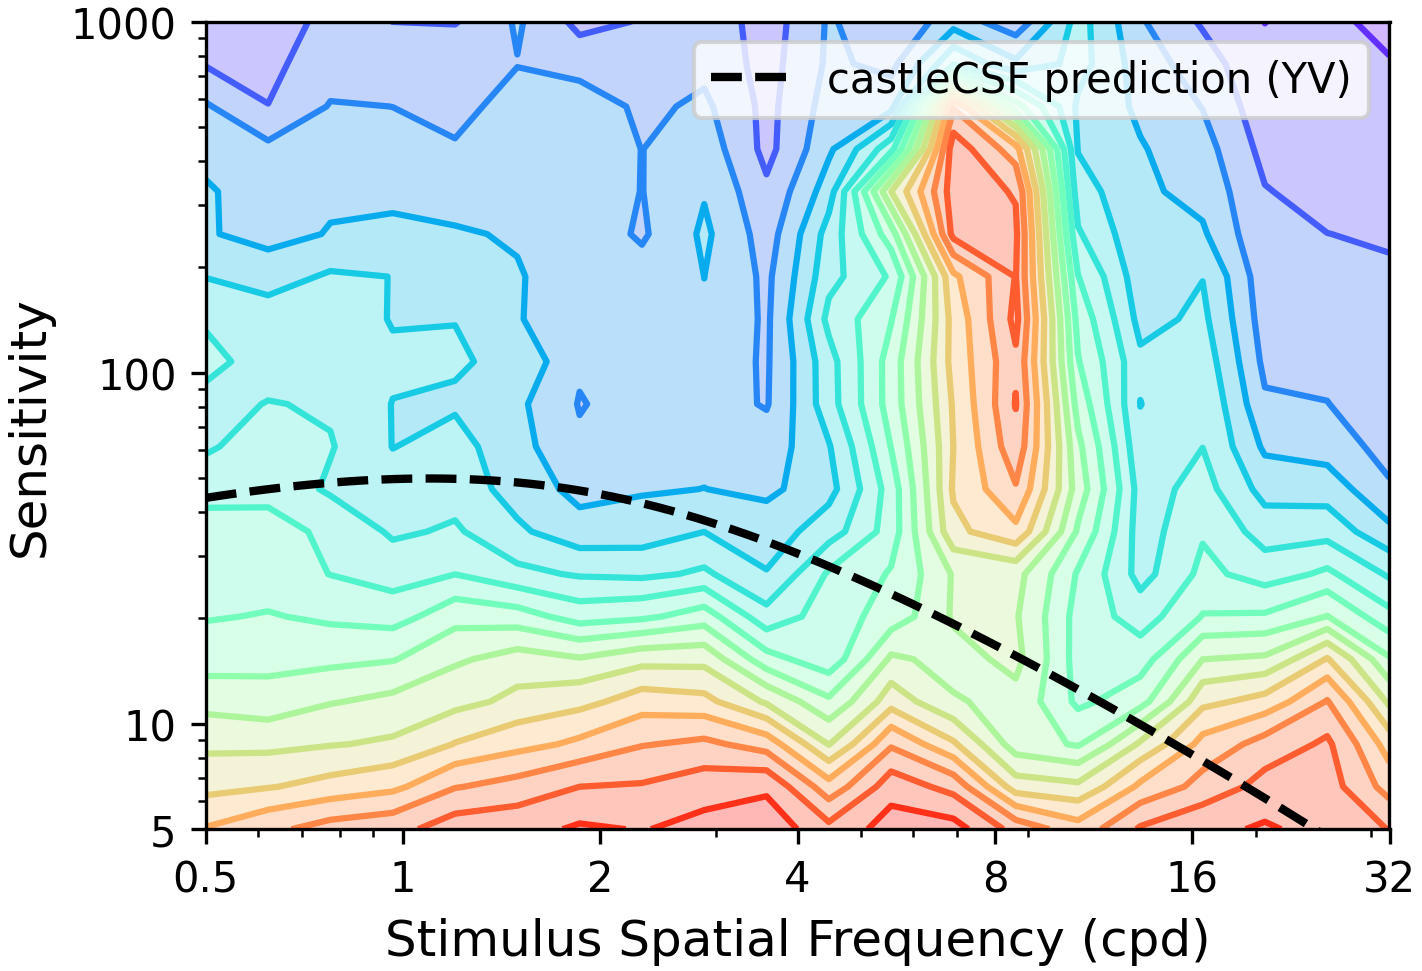 castleCSF prediction (YV)
Sensitivity
1000
100
10
5
0.5 1 2 4 8 16 32
Stimulus Spatial Frequency (cpd)